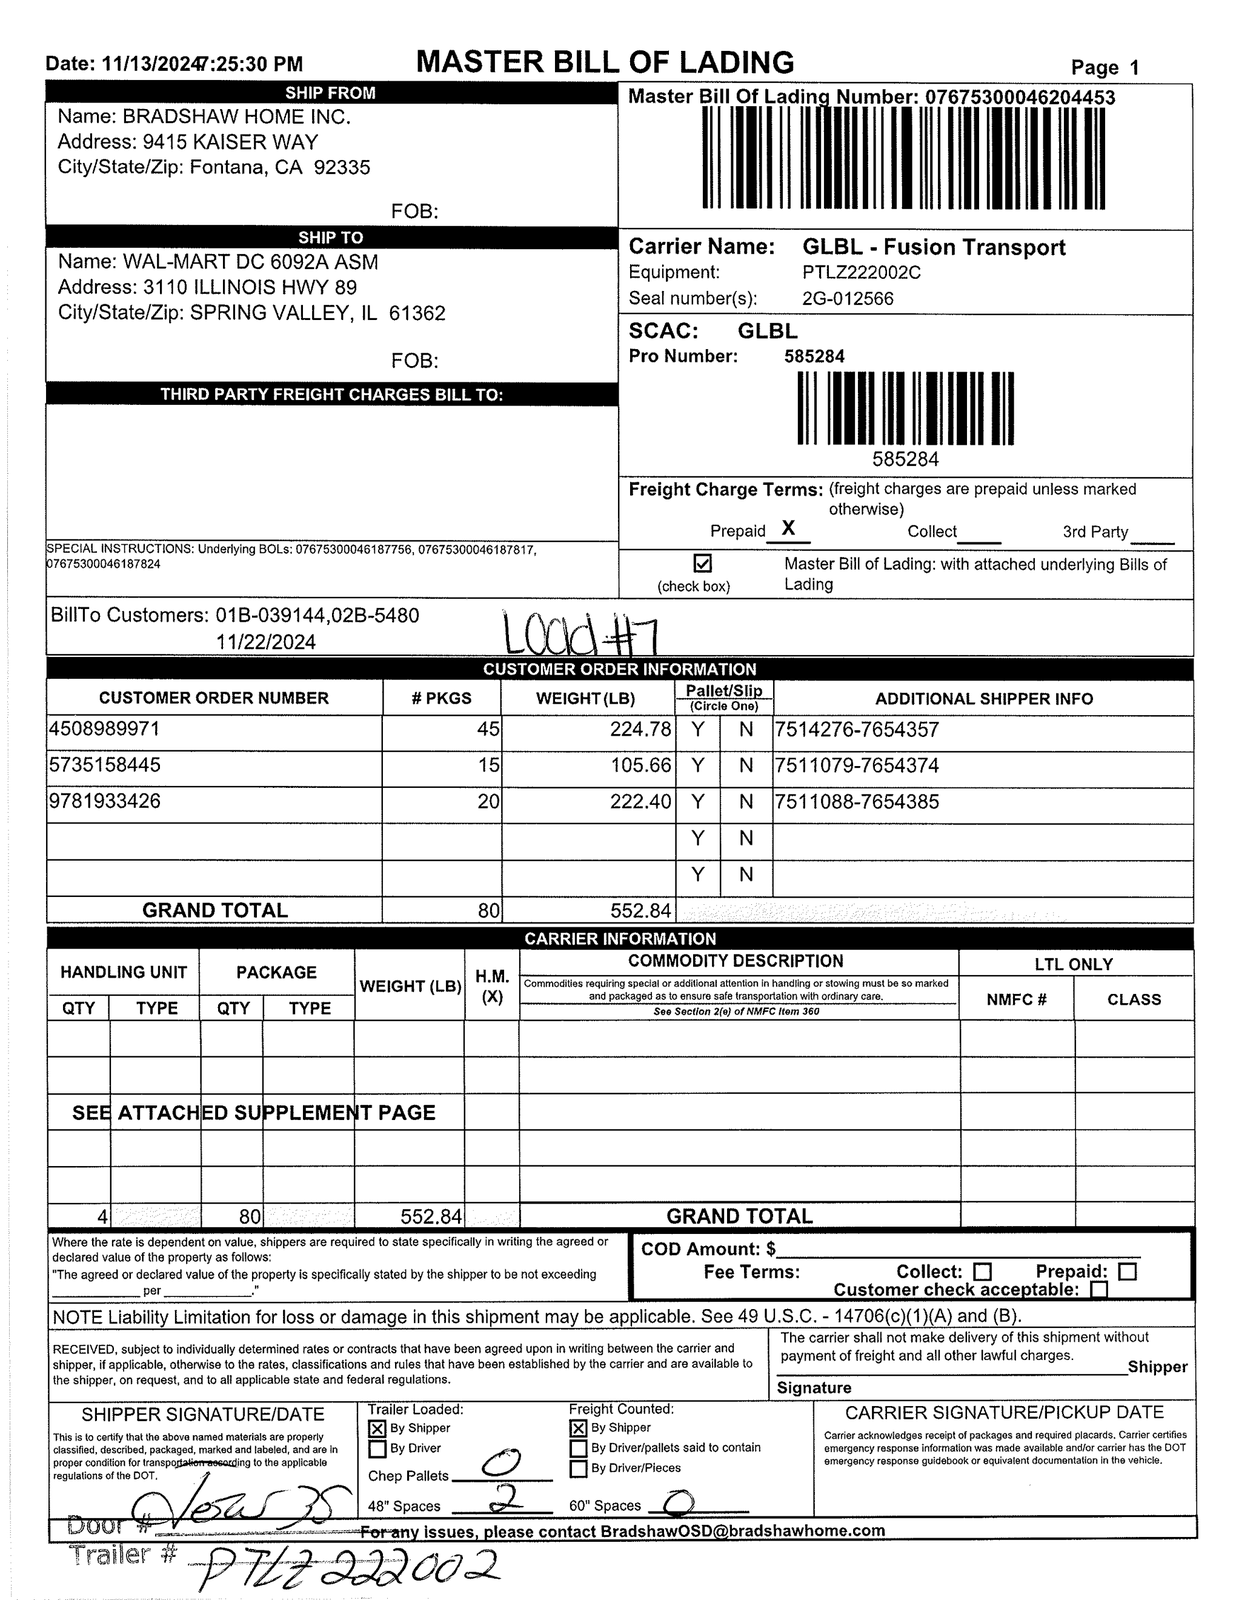 Date: 11/13/2024 7:25:30 PM
MASTER BILL OF LADING
Page 1
SHIP FROM
Name: BRADSHAW HOME INC.
Address: 9415 KAISER WAY
City/State/Zip: Fontana, CA 92335
FOB:
SHIP TO
Name: WAL-MART DC 6092A ASM
Address: 3110 ILLINOIS HWY 89
City/State/Zip: SPRING VALLEY, IL 61362
FOB:
THIRD PARTY FREIGHT CHARGES BILL TO:
SPECIAL INSTRUCTIONS: Underlying BOLs: 07675300046187756, 07675300046187817,
07675300046187824
Master Bill Of Lading Number: 07675300046204453
Carrier Name: GLBL - Fusion Transport
Equipment: PTLZ222002C
Seal number(s): 2G-012566
SCAC: GLBL
Pro Number: 585284
585284
Freight Charge Terms: (freight charges are prepaid unless marked
otherwise)
Prepaid X Collect 3rd Party
(check box)
Master Bill of Lading: with attached underlying Bills of
Lading
BillTo Customers: 01B-039144,02B-5480
11/22/2024
Load #7
CUSTOMER ORDER INFORMATION
CUSTOMER ORDER NUMBER # PKGS WEIGHT (LB) Pallet/Slip (Circle One) ADDITIONAL SHIPPER INFO
4508989971 45 224.78 Y N 7514276-7654357
5735158445 15 105.66 Y N 7511079-7654374
9781933426 20 222.40 Y N 7511088-7654385
Y N
Y N
GRAND TOTAL 80 552.84
CARRIER INFORMATION
HANDLING UNIT PACKAGE WEIGHT (LB) H.M. (X) COMMODITY DESCRIPTION LTL ONLY
Commodities requiring special or additional attention in handling or stowing must be so marked
and packaged as to ensure safe transportation with ordinary care.
See Section 2(e) of NMFC Item 360
QTY TYPE QTY TYPE NMFC # CLASS
SEE ATTACHED SUPPLEMENT PAGE
4 80 552.84 GRAND TOTAL
Where the rate is dependent on value, shippers are required to state specifically in writing the agreed or
declared value of the property as follows:
"The agreed or declared value of the property is specifically stated by the shipper to be not exceeding
____________ per ____________."
COD Amount: $
Fee Terms: Collect: Prepaid:
Customer check acceptable:
NOTE Liability Limitation for loss or damage in this shipment may be applicable. See 49 U.S.C. - 14706(c)(1)(A) and (B).
RECEIVED, subject to individually determined rates or contracts that have been agreed upon in writing between the carrier and
shipper, if applicable, otherwise to the rates, classifications and rules that have been established by the carrier and are available to
the shipper, on request, and to all applicable state and federal regulations.
The carrier shall not make delivery of this shipment without
payment of freight and all other lawful charges.
Shipper
Signature
SHIPPER SIGNATURE/DATE
This is to certify that the above named materials are properly
classified, described, packaged, marked and labeled, and are in
proper condition for transportation according to the applicable
regulations of the DOT.
Trailer Loaded:
X By Shipper
By Driver
Chep Pallets 0
48" Spaces 2
Freight Counted:
X By Shipper
By Driver/pallets said to contain
By Driver/Pieces
60" Spaces 0
CARRIER SIGNATURE/PICKUP DATE
Carrier acknowledges receipt of packages and required placards. Carrier certifies
emergency response information was made available and/or carrier has the DOT
emergency response guidebook or equivalent documentation in the vehicle.
Door # 35
For any issues, please contact BradshawOSD@bradshawhome.com
Trailer # PTLZ222002